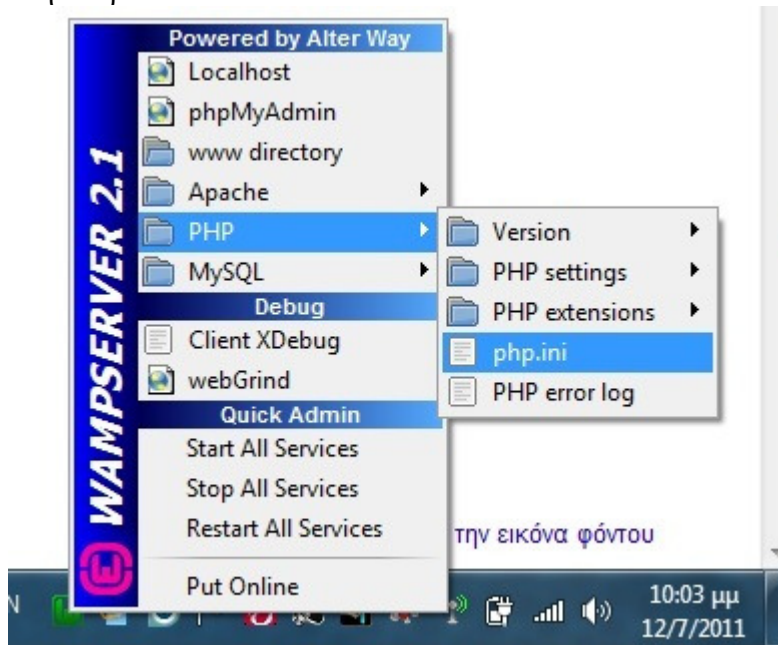 Powered by Alter Way
Localhost
phpMyAdmin
www directory
Apache
PHP
MySQL
Debug
Client XDebug
webGrind
Quick Admin
Start All Services
Stop All Services
Restart All Services
Put Online
WAMPSERVER 2.1
Version
PHP settings
PHP extensions
php.ini
PHP error log
την εικόνα φόντου
N
10:03 μμ
12/7/2011